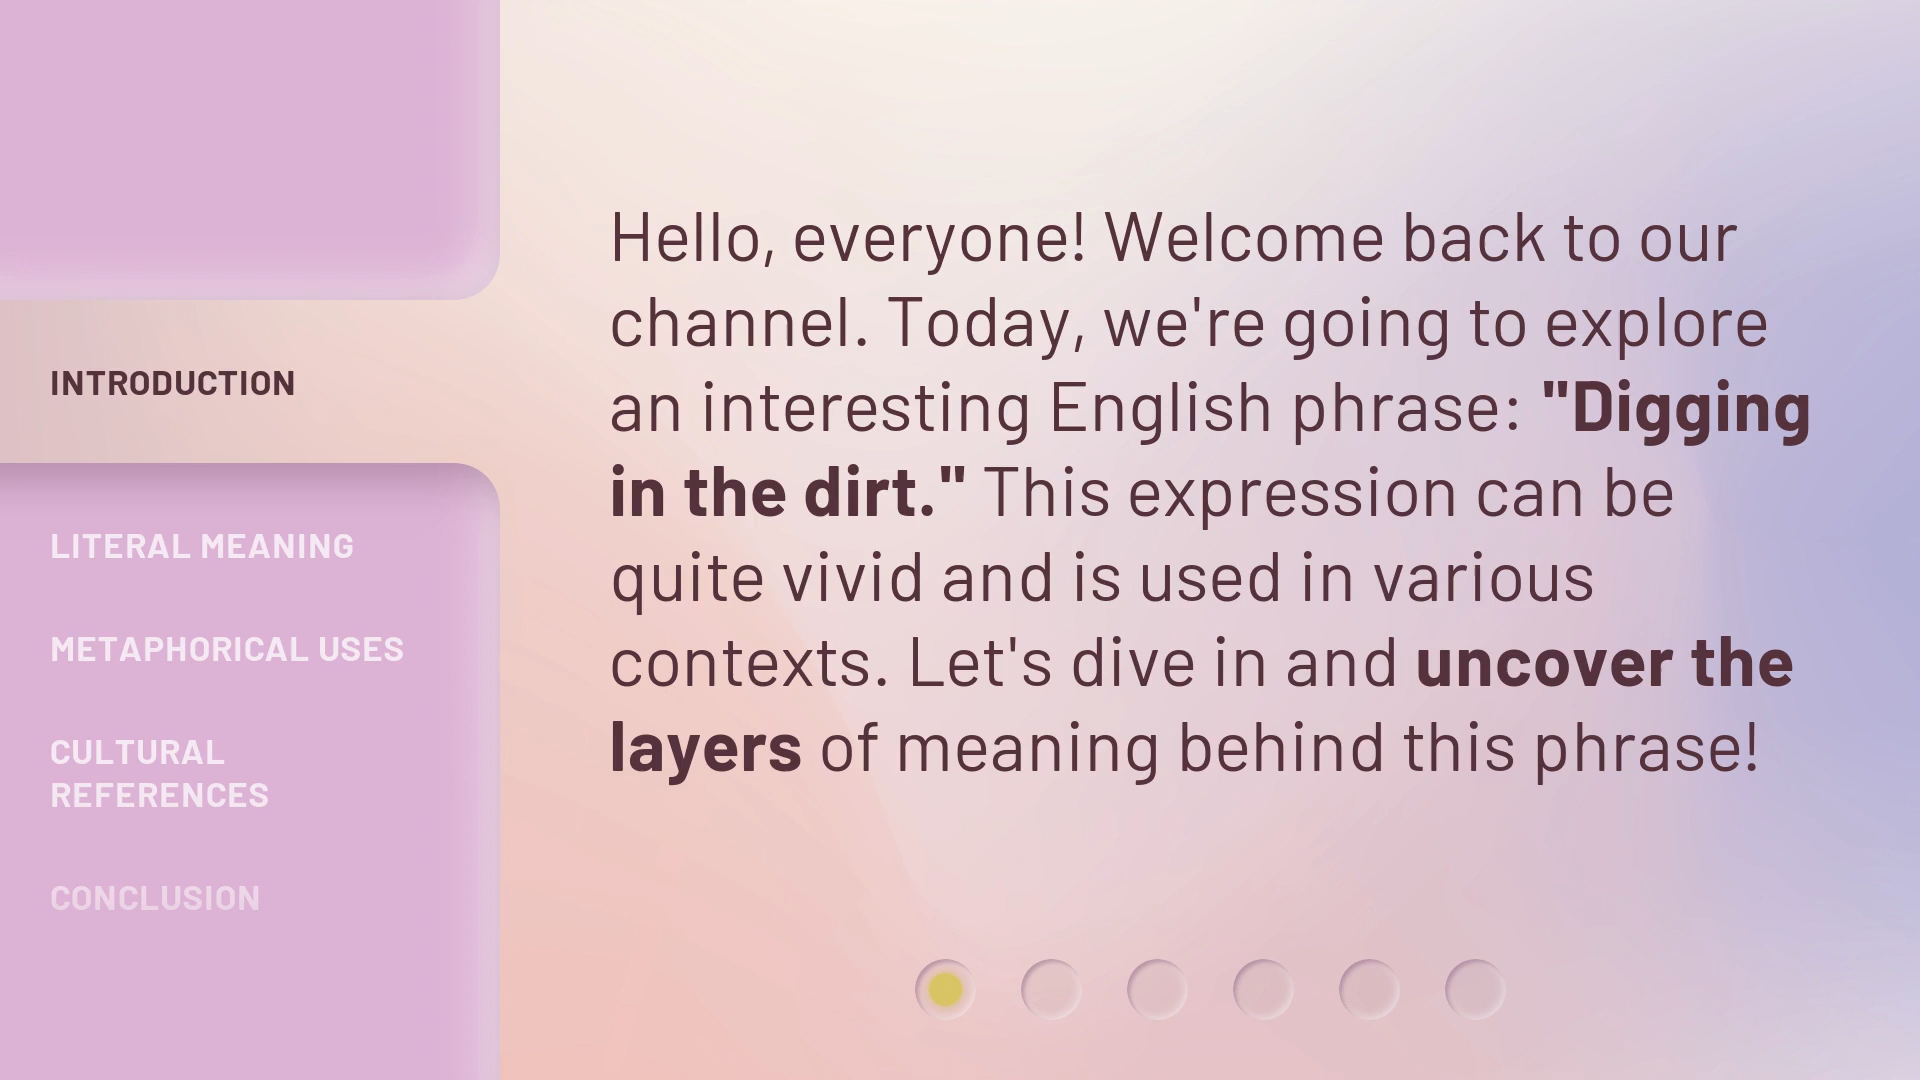 INTRODUCTION
LITERAL MEANING
METAPHORICAL USES
CULTURAL
REFERENCES
CONCLUSION
Hello, everyone! Welcome back to our
channel. Today, we're going to explore
an interesting English phrase: "Digging
in the dirt." This expression can be
quite vivid and is used in various
contexts. Let's dive in and uncover the
layers of meaning behind this phrase!